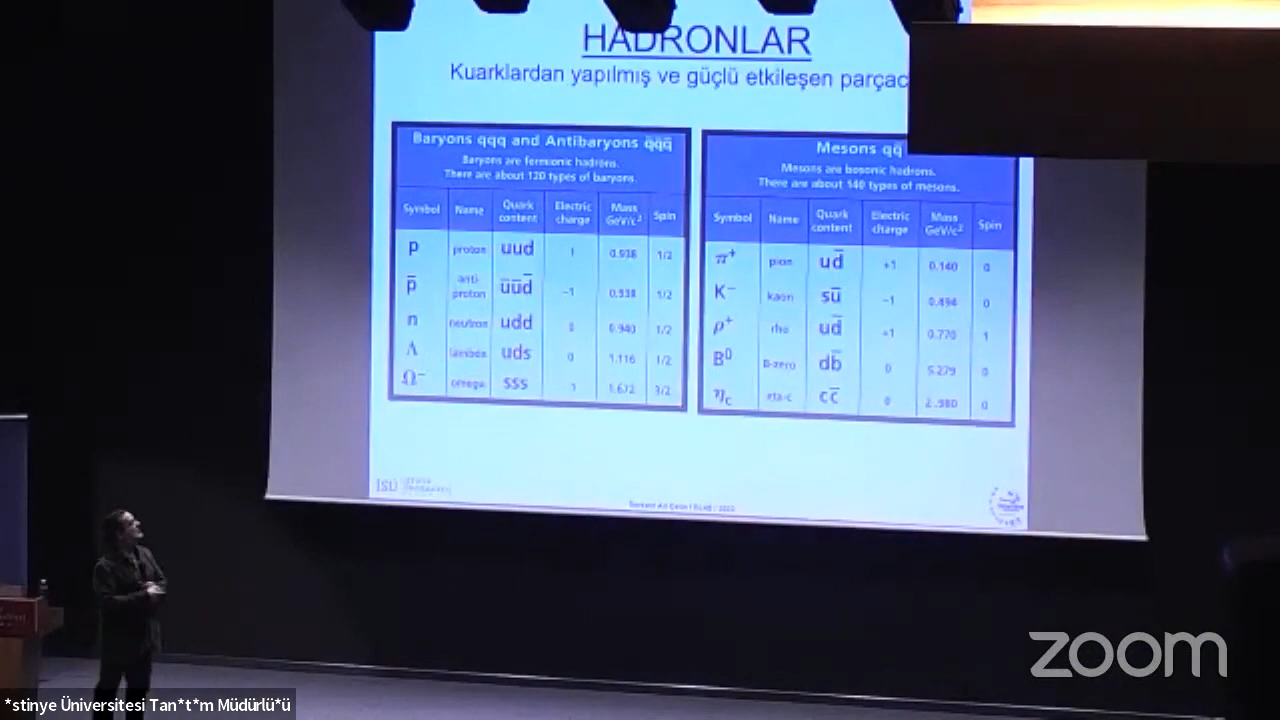 HADRONLAR
Kuarklardan yapılmış ve güçlü etkileşen parçac
Baryons qqq and Antibaryons q̄q̄q̄
Baryons are fermionic hadrons.
There are about 120 types of baryons.
Symbol Name Quark content Electric charge Mass GeV/c² Spin
p proton uud 1 0.938 1/2
p̄ anti-proton ūūd̄ -1 0.938 1/2
n neutron udd 0 0.940 1/2
Λ lambda uds 0 1.116 1/2
Ω⁻ omega sss 1.672 3/2
Mesons qq̄
Mesons are bosonic hadrons.
There are about 140 types of mesons.
Symbol Name Quark content Electric charge Mass GeV/c² Spin
π⁺ pion ud̄ +1 0.140 0
K⁻ kaon sū -1 0.494 0
ρ⁺ rho ud̄ +1 0.770 1
B⁰ B-zero db̄ 0 5.279 0
ηc eta-c cc̄ 0 2.980 0
İSÜ
zoom
*stinye Üniversitesi Tan*t*m Müdürlü*ü